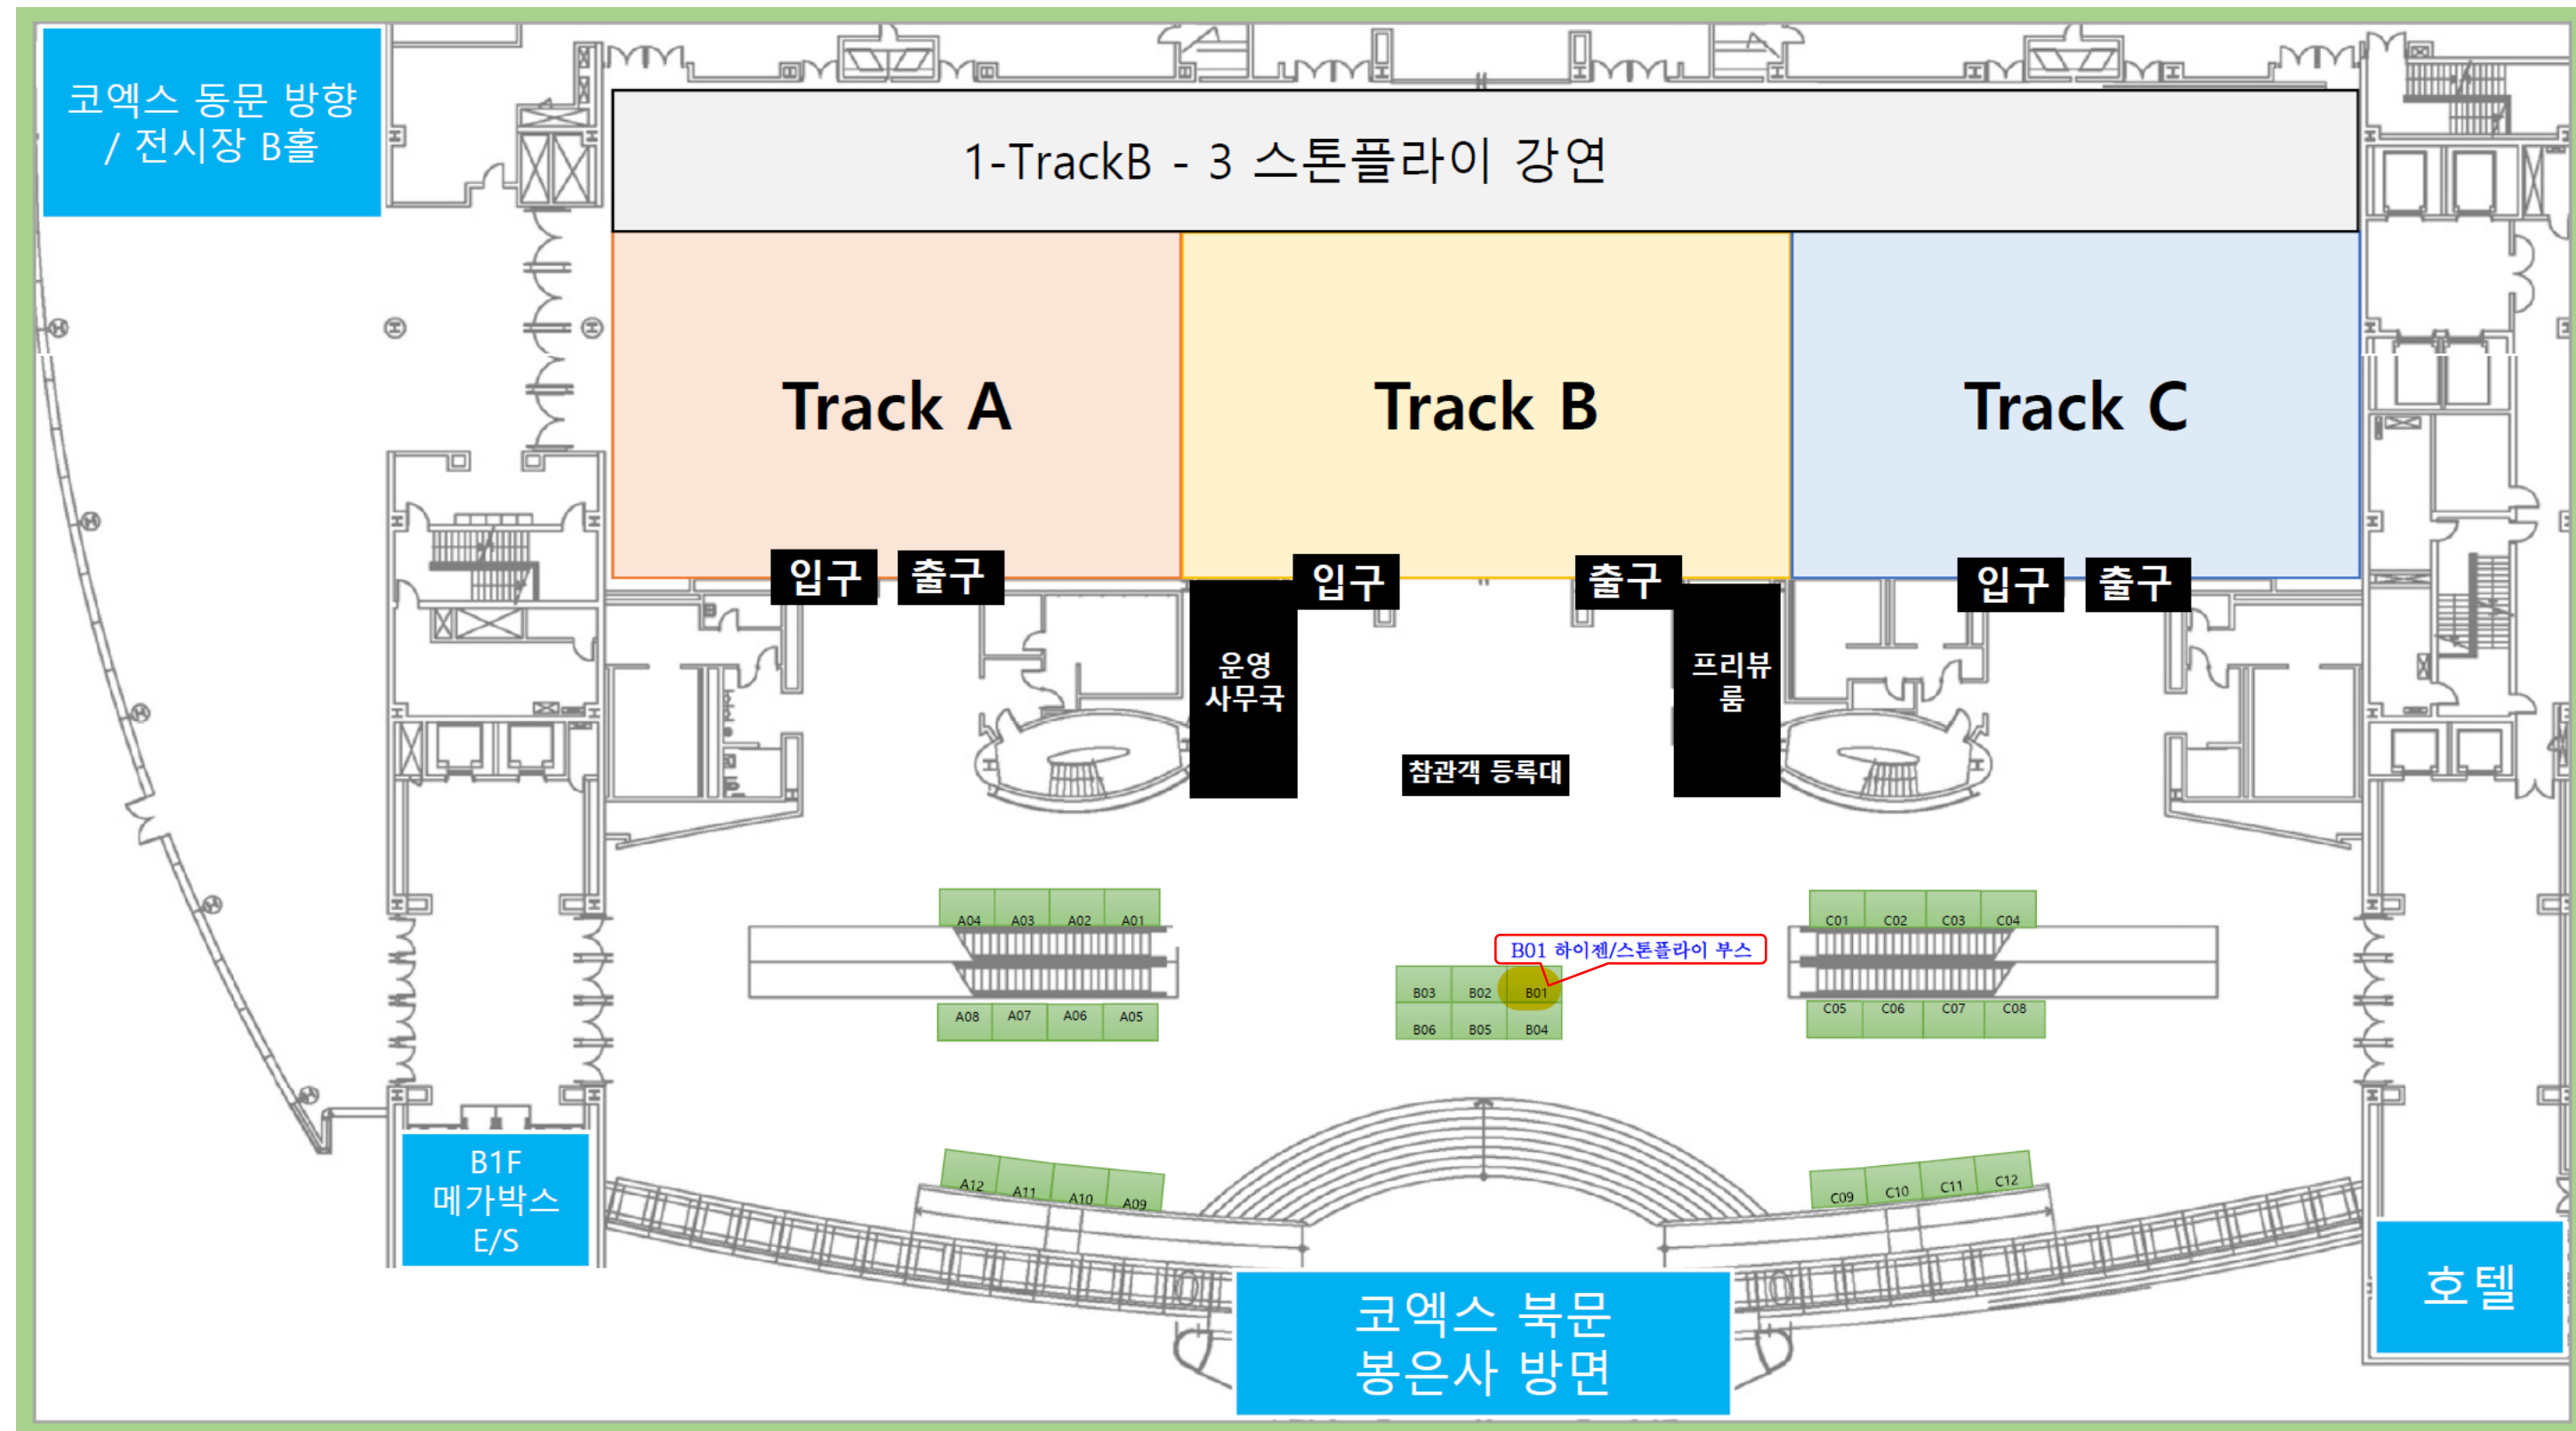 코엑스 동문 방향
/ 전시장 B홀
1-TrackB - 3 스톤플라이 강연
Track A
Track B
Track C
입구
출구
입구
출구
입구
출구
운영
사무국
프리뷰
룸
참관객 등록대
A04 A03 A02 A01
C01 C02 C03 C04
B01 하이젠/스톤플라이 부스
B03 B02 B01
B06 B05 B04
A08 A07 A06 A05
C05 C06 C07 C08
A12 A11 A10 A09
C09 C10 C11 C12
B1F
메가박스
E/S
코엑스 북문
봉은사 방면
호텔